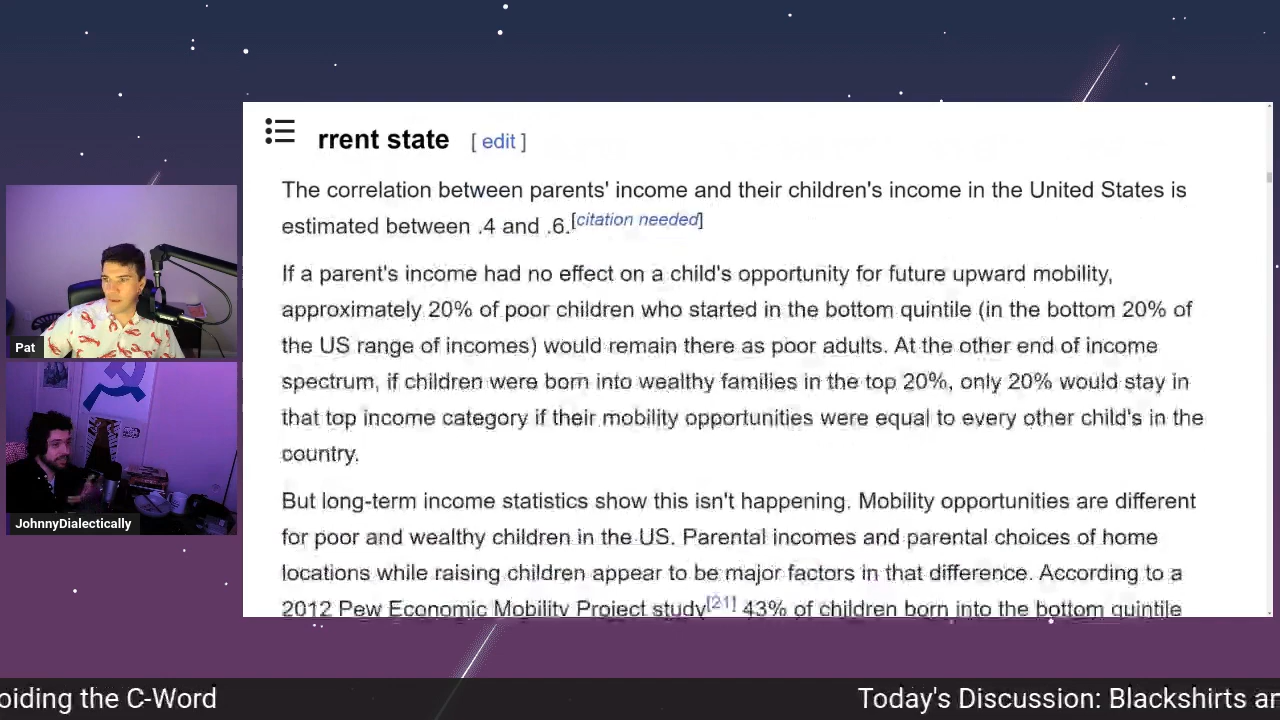 rrent state [ edit ]
The correlation between parents' income and their children's income in the United States is
estimated between .4 and .6.[citation needed]
If a parent's income had no effect on a child's opportunity for future upward mobility,
approximately 20% of poor children who started in the bottom quintile (in the bottom 20% of
the US range of incomes) would remain there as poor adults. At the other end of income
spectrum, if children were born into wealthy families in the top 20%, only 20% would stay in
that top income category if their mobility opportunities were equal to every other child's in the
country.
But long-term income statistics show this isn't happening. Mobility opportunities are different
for poor and wealthy children in the US. Parental incomes and parental choices of home
locations while raising children appear to be major factors in that difference. According to a
2012 Pew Economic Mobility Project study[21] 43% of children born into the bottom quintile
Pat
JohnnyDialectically
oiding the C-Word
Today's Discussion: Blackshirts an